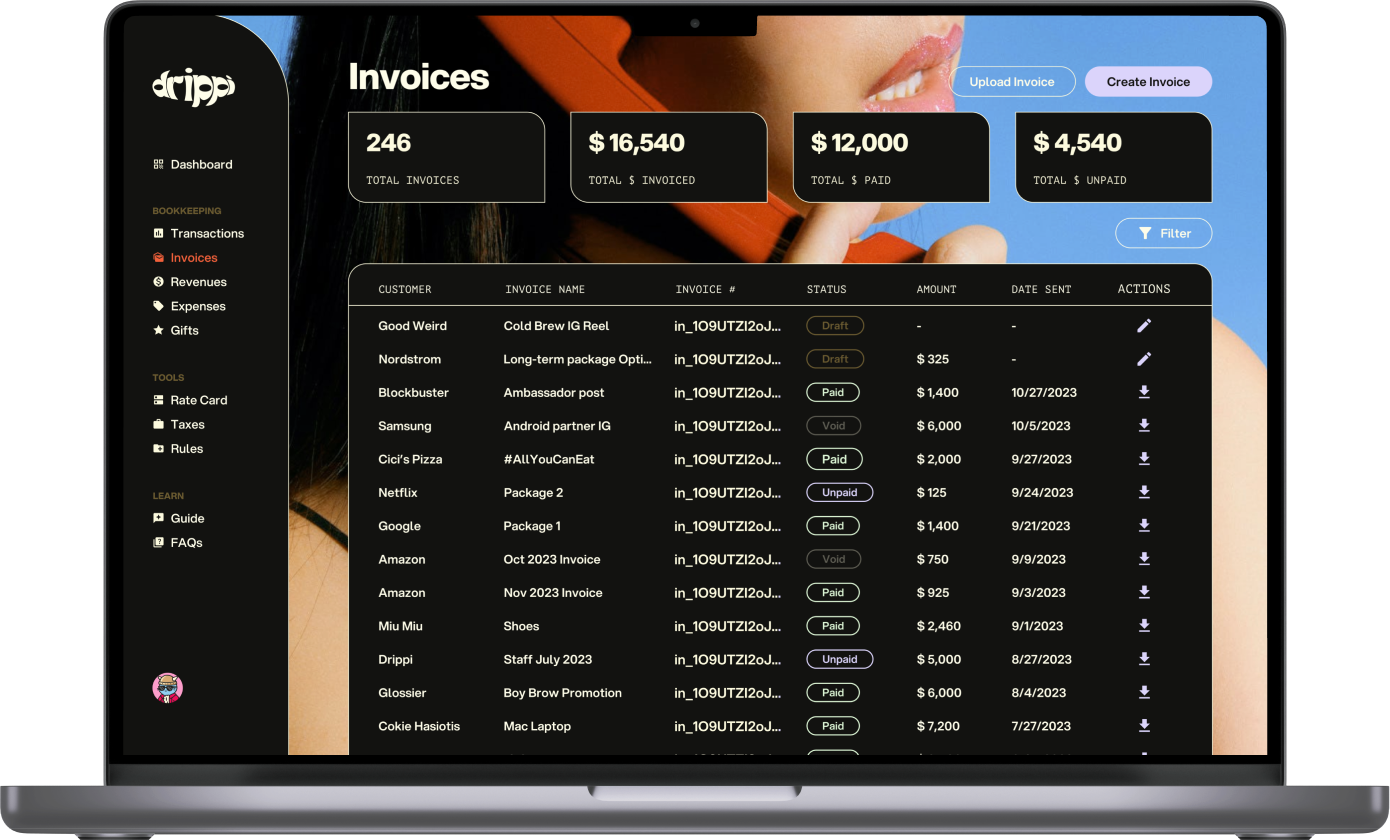 drippi
Dashboard
BOOKKEEPING
Transactions
Invoices
Revenues
Expenses
Gifts
TOOLS
Rate Card
Taxes
Rules
LEARN
Guide
FAQs
Invoices
Upload Invoice
Create Invoice
246
TOTAL INVOICES
$ 16,540
TOTAL $ INVOICED
$ 12,000
TOTAL $ PAID
$ 4,540
TOTAL $ UNPAID
Filter
CUSTOMER INVOICE NAME INVOICE # STATUS AMOUNT DATE SENT ACTIONS
Good Weird Cold Brew IG Reel in_1O9UTZI2oJ... Draft - -
Nordstrom Long-term package Opti... in_1O9UTZI2oJ... Draft $ 325 -
Blockbuster Ambassador post in_1O9UTZI2oJ... Paid $ 1,400 10/27/2023
Samsung Android partner IG in_1O9UTZI2oJ... Void $ 6,000 10/5/2023
Cici's Pizza #AllYouCanEat in_1O9UTZI2oJ... Paid $ 2,000 9/27/2023
Netflix Package 2 in_1O9UTZI2oJ... Unpaid $ 125 9/24/2023
Google Package 1 in_1O9UTZI2oJ... Paid $ 1,400 9/21/2023
Amazon Oct 2023 Invoice in_1O9UTZI2oJ... Void $ 750 9/9/2023
Amazon Nov 2023 Invoice in_1O9UTZI2oJ... Paid $ 925 9/3/2023
Miu Miu Shoes in_1O9UTZI2oJ... Paid $ 2,460 9/1/2023
Drippi Staff July 2023 in_1O9UTZI2oJ... Unpaid $ 5,000 8/27/2023
Glossier Boy Brow Promotion in_1O9UTZI2oJ... Paid $ 6,000 8/4/2023
Cokie Hasiotis Mac Laptop in_1O9UTZI2oJ... Paid $ 7,200 7/27/2023